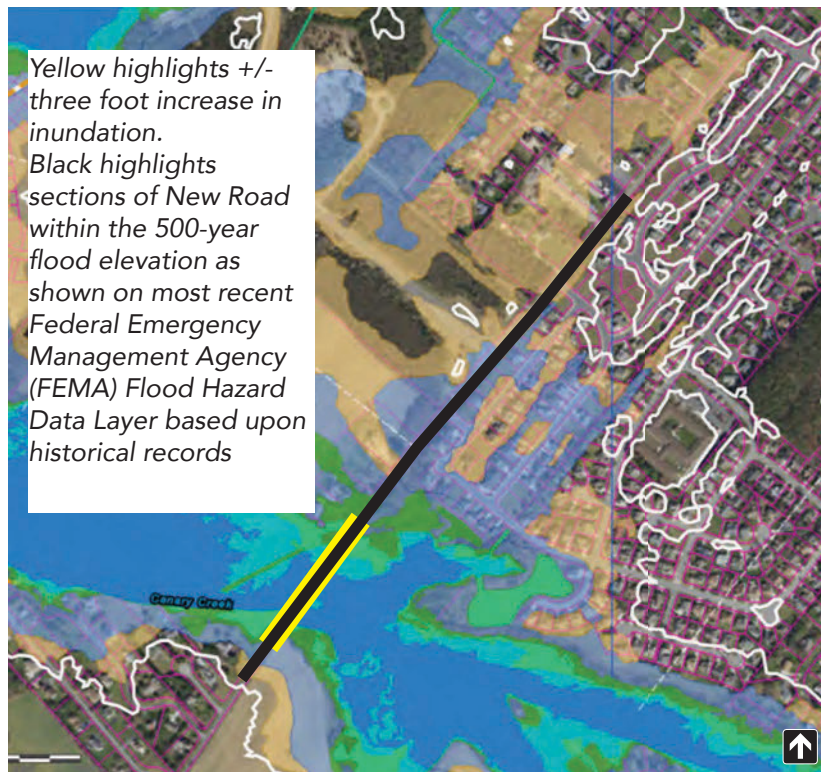 Yellow highlights +/-
three foot increase in
inundation.
Black highlights
sections of New Road
within the 500-year
flood elevation as
shown on most recent
Federal Emergency
Management Agency
(FEMA) Flood Hazard
Data Layer based upon
historical records
Canary Creek